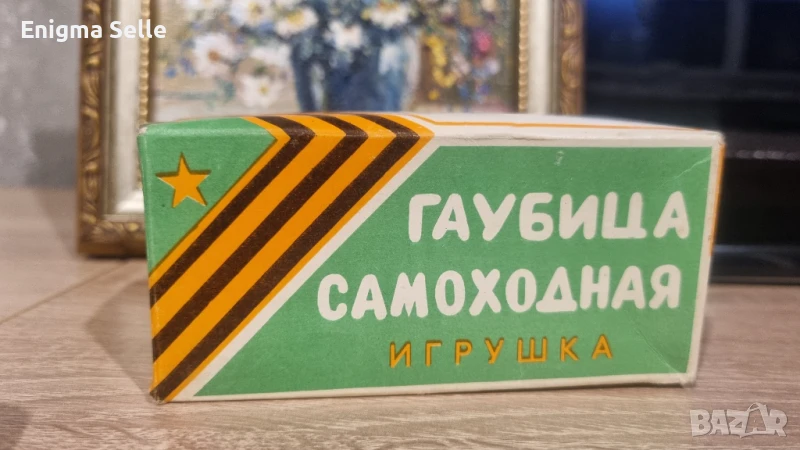 Enigma Selle
ГАУБИЦА
САМОХОДНАЯ
ИГРУШКА
BAZAR